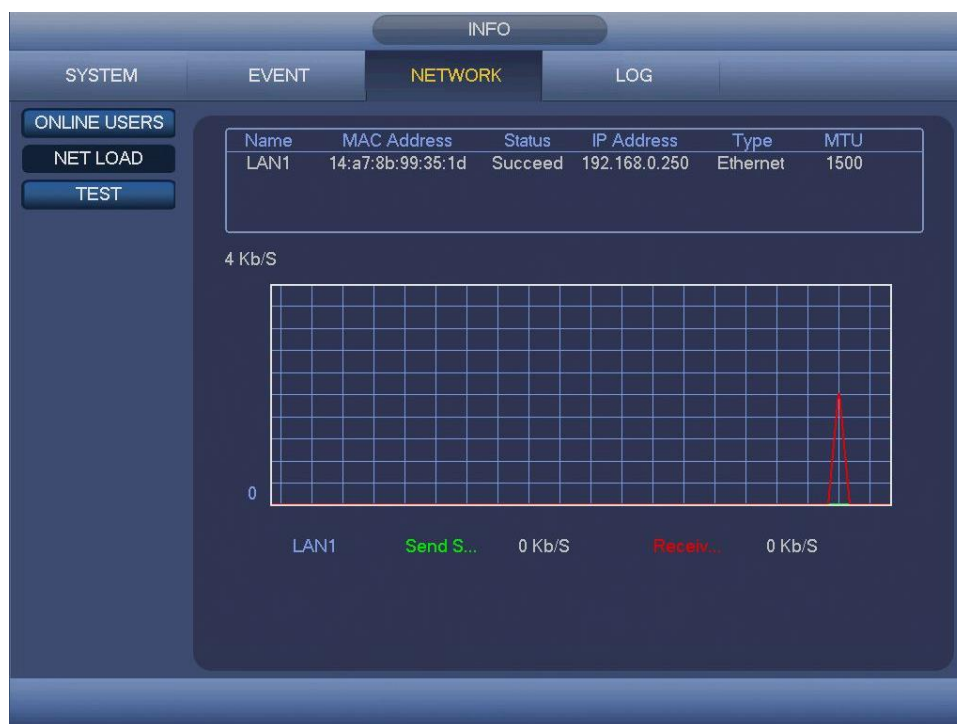 INFO
SYSTEM EVENT NETWORK LOG
ONLINE USERS
NET LOAD
TEST
Name MAC Address Status IP Address Type MTU
LAN1 14:a7:8b:99:35:1d Succeed 192.168.0.250 Ethernet 1500
4 Kb/S
0
LAN1 Send S... 0 Kb/S Receiv... 0 Kb/S